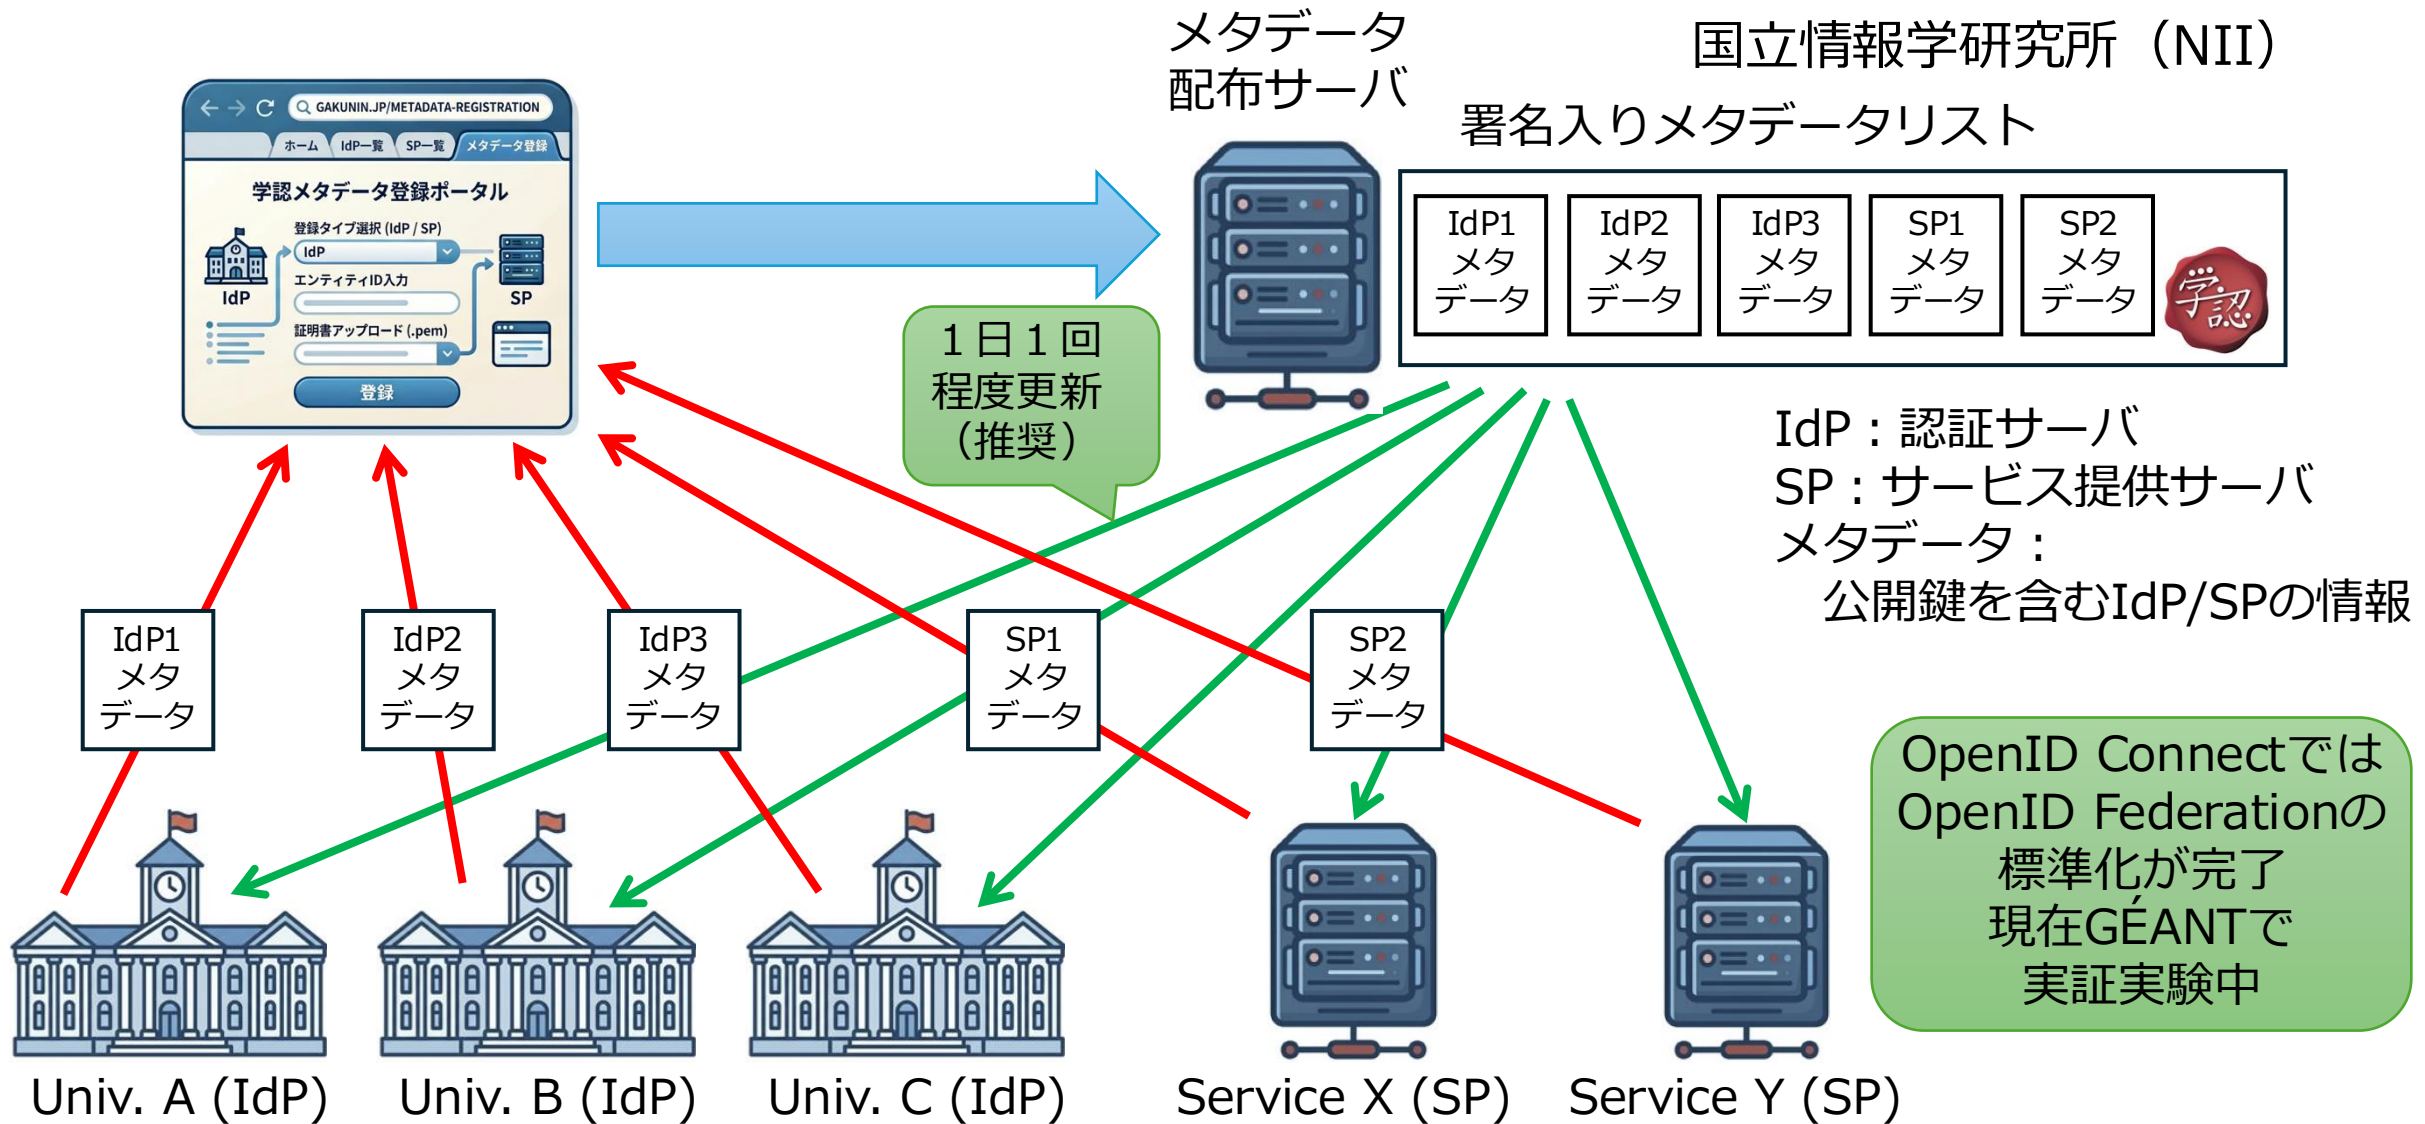 メタデータ
配布サーバ
国立情報学研究所（NII）
署名入りメタデータリスト
GAKUNIN.JP/METADATA-REGISTRATION
ホーム
IdP一覧
SP一覧
メタデータ登録
学認メタデータ登録ポータル
登録タイプ選択 (IdP / SP)
IdP
エンティティID入力
証明書アップロード (.pem)
登録
IdP
SP
IdP1
メタ
データ
IdP2
メタ
データ
IdP3
メタ
データ
SP1
メタ
データ
SP2
メタ
データ
学認
１日１回
程度更新
（推奨）
IdP：認証サーバ
SP：サービス提供サーバ
メタデータ：
公開鍵を含むIdP/SPの情報
IdP1
メタ
データ
IdP2
メタ
データ
IdP3
メタ
データ
SP1
メタ
データ
SP2
メタ
データ
OpenID Connectでは
OpenID Federationの
標準化が完了
現在GÉANTで
実証実験中
Univ. A (IdP)
Univ. B (IdP)
Univ. C (IdP)
Service X (SP)
Service Y (SP)